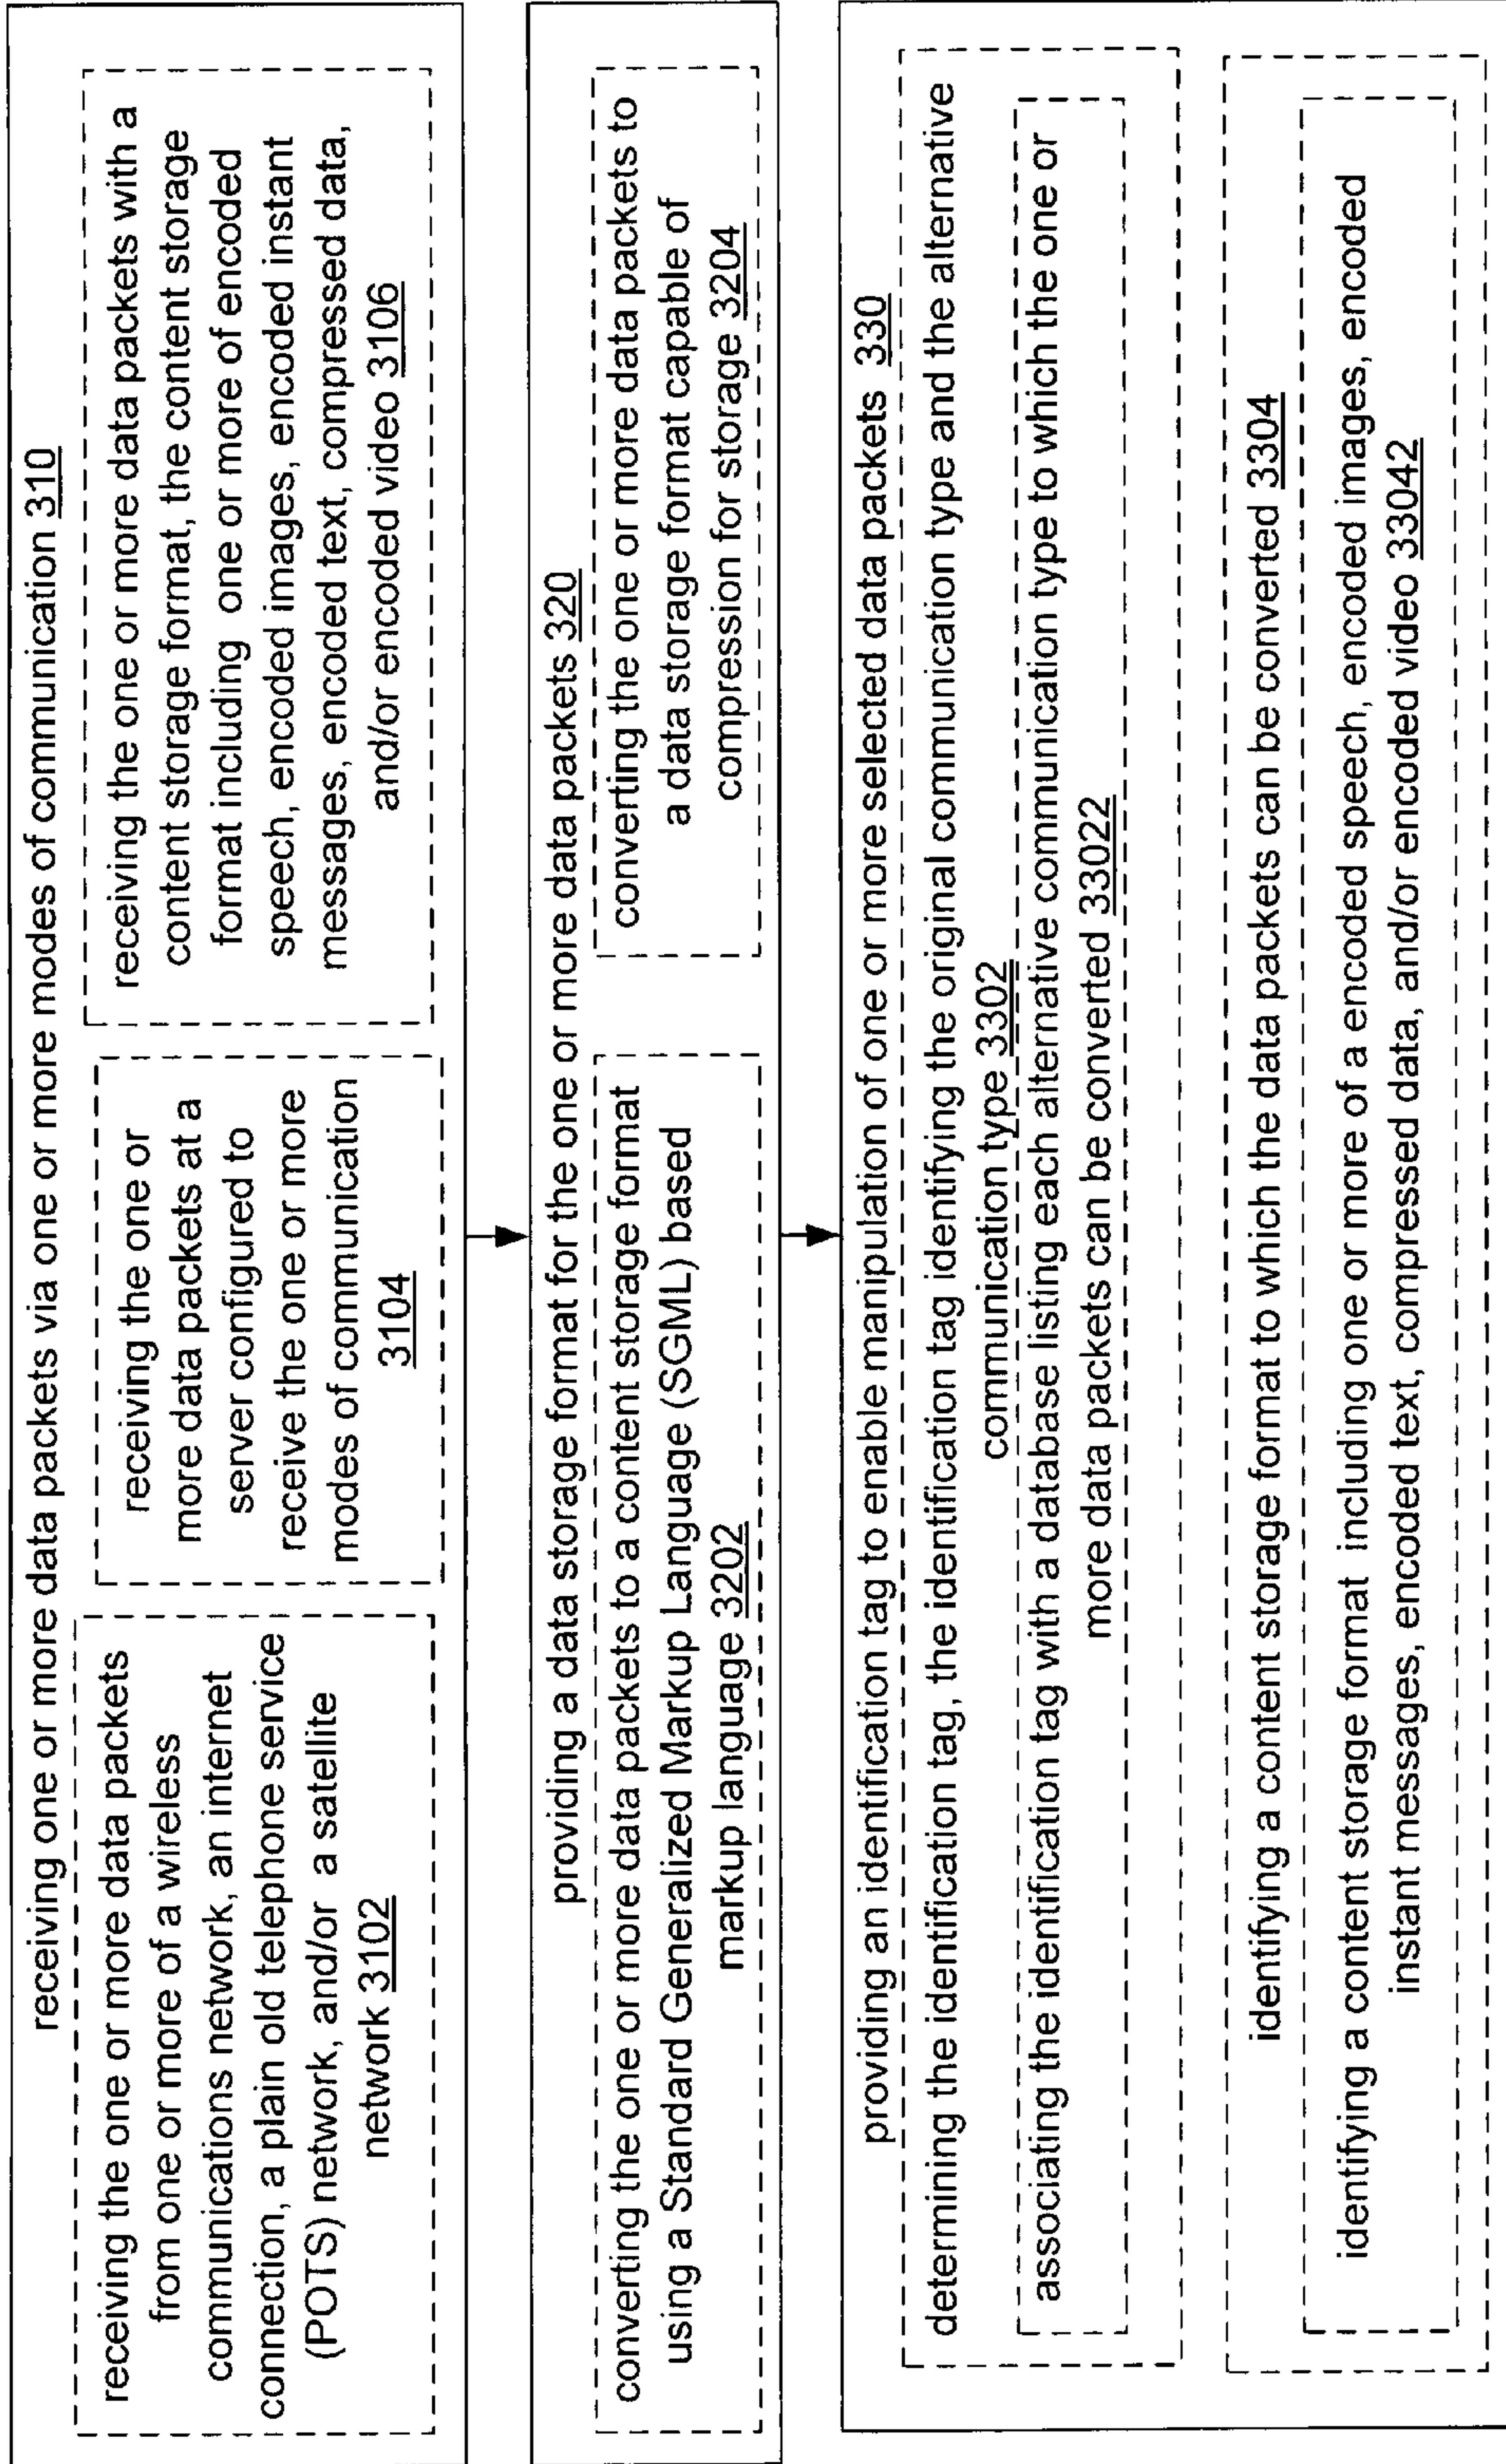 receiving one or more data packets via one or more modes of communication 310
receiving the one or more data packets
from one or more of a wireless
communications network, an internet
connection, a plain old telephone service
(POTS) network, and/or a satellite
network 3102
receiving the one or
more data packets at a
server configured to
receive the one or more
modes of communication
3104
receiving the one or more data packets with a
content storage format, the content storage
format including one or more of encoded
speech, encoded images, encoded instant
messages, encoded text, compressed data,
and/or encoded video 3106
providing a data storage format for the one or more data packets 320
converting the one or more data packets to a content storage format
using a Standard Generalized Markup Language (SGML) based
markup language 3202
converting the one or more data packets to
a data storage format capable of
compression for storage 3204
providing an identification tag to enable manipulation of one or more selected data packets 330
determining the identification tag, the identification tag identifying the original communication type and the alternative
communication type 3302
associating the identification tag with a database listing each alternative communication type to which the one or
more data packets can be converted 33022
identifying a content storage format to which the data packets can be converted 3304
identifying a content storage format including one or more of a encoded speech, encoded images, encoded
instant messages, encoded text, compressed data, and/or encoded video 33042